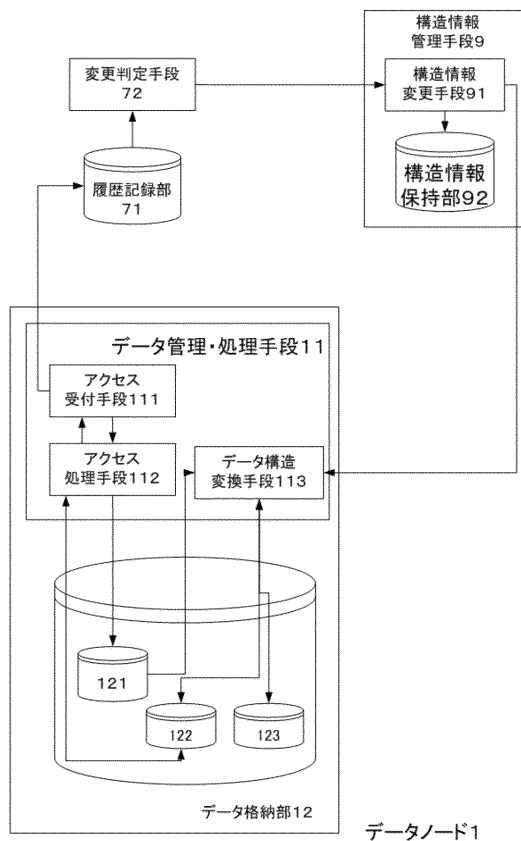 構造情報
管理手段9
変更判定手段
72
構造情報
変更手段91
履歴記録部
71
構造情報
保持部92
データ管理・処理手段11
アクセス
受付手段111
アクセス
処理手段112
データ構造
変換手段113
121
122
123
データ格納部12
データノード1